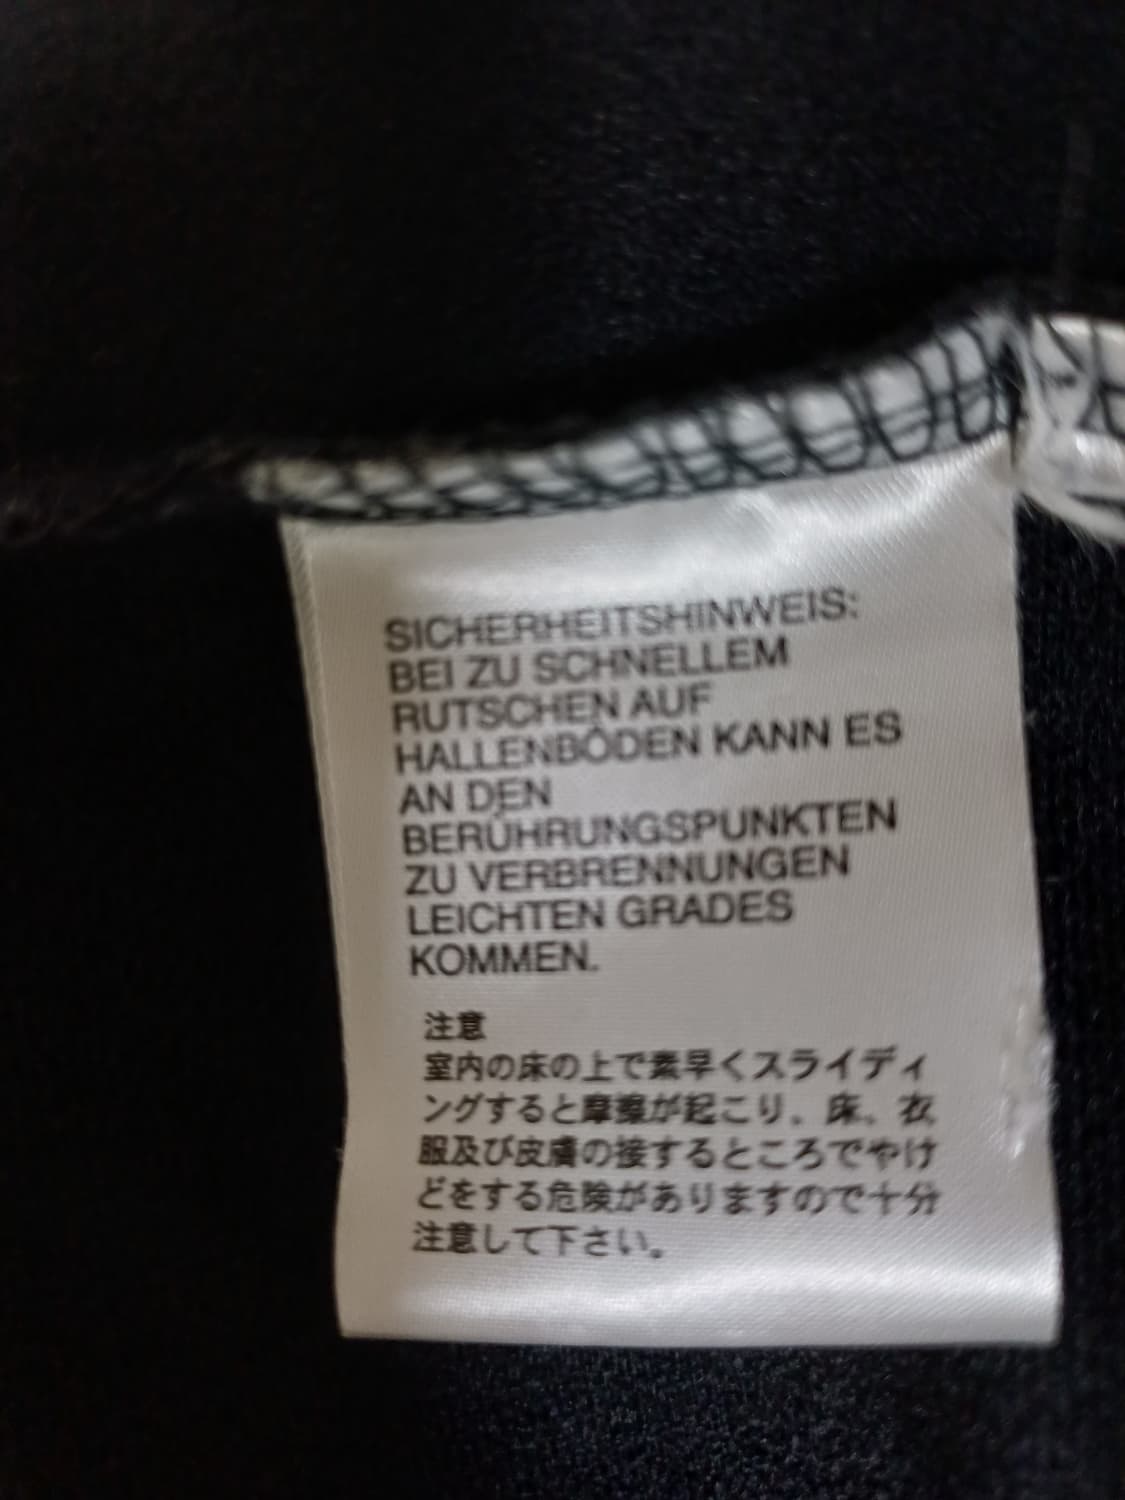 SICHERHEITSHINWEIS:
BEI ZU SCHNELLEM
RUTSCHEN AUF
HALLENBÖDEN KANN ES
AN DEN
BERÜHRUNGSPUNKTEN
ZU VERBRENNUNGEN
LEICHTEN GRADES
KOMMEN.
注意
室内の床の上で素早くスライディ
ングすると摩擦が起こり、床、衣
服及び皮膚の接するところでやけ
どをする危険がありますので十分
注意して下さい。